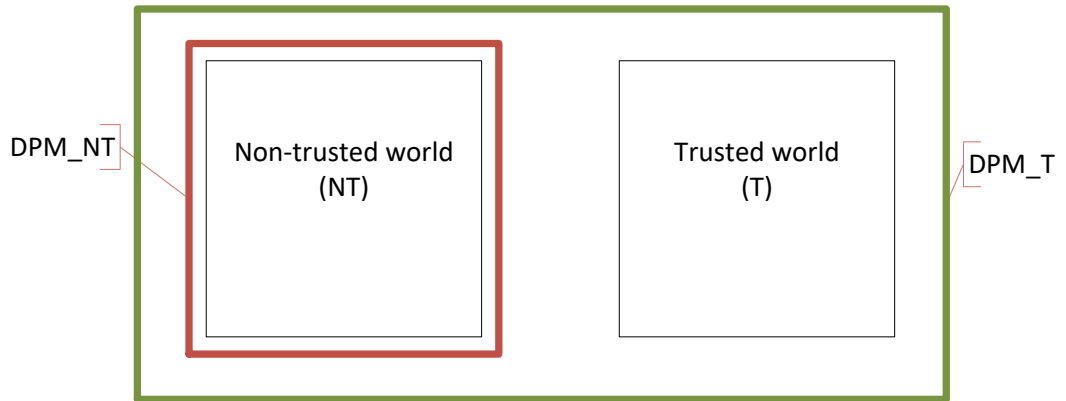 DPM_NT
Non-trusted world
(NT)
Trusted world
(T)
DPM_T